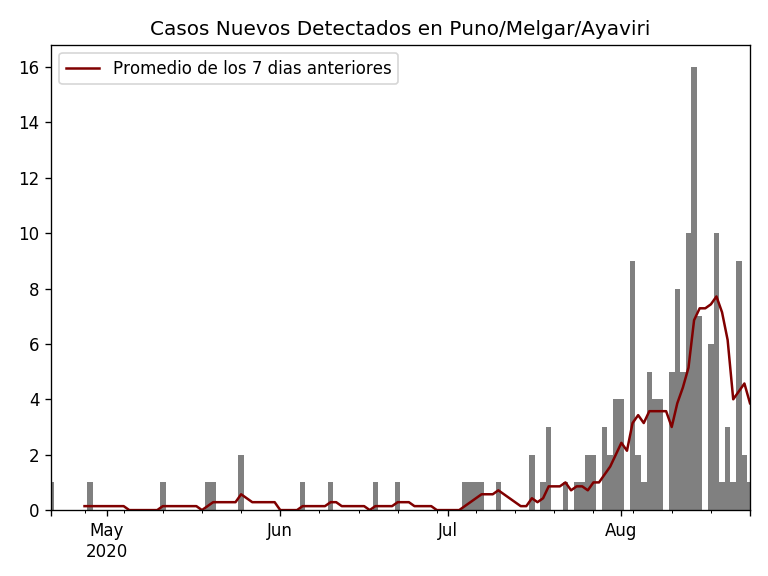 Casos Nuevos Detectados en Puno/Melgar/Ayaviri
Promedio de los 7 dias anteriores
16
14
12
10
8
6
4
2
0
May
2020
Jun
Jul
Aug